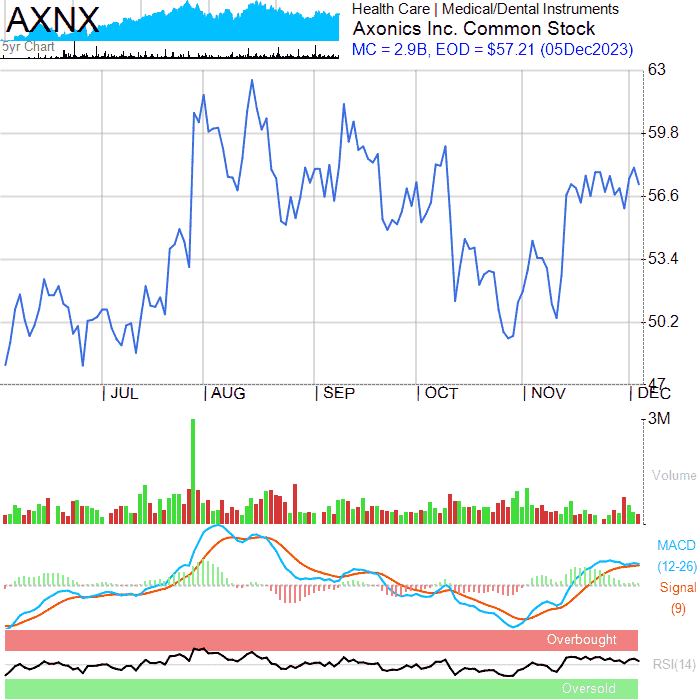 AXNX
5yr Chart
Health Care | Medical/Dental Instruments
Axonics Inc. Common Stock
MC = 2.9B, EOD = $57.21 (05Dec2023)
63
59.8
56.6
53.4
50.2
47
| JUL | AUG | SEP | OCT | NOV | DEC
3M
Volume
MACD
(12-26)
Signal
(9)
Overbought
RSI(14)
Oversold